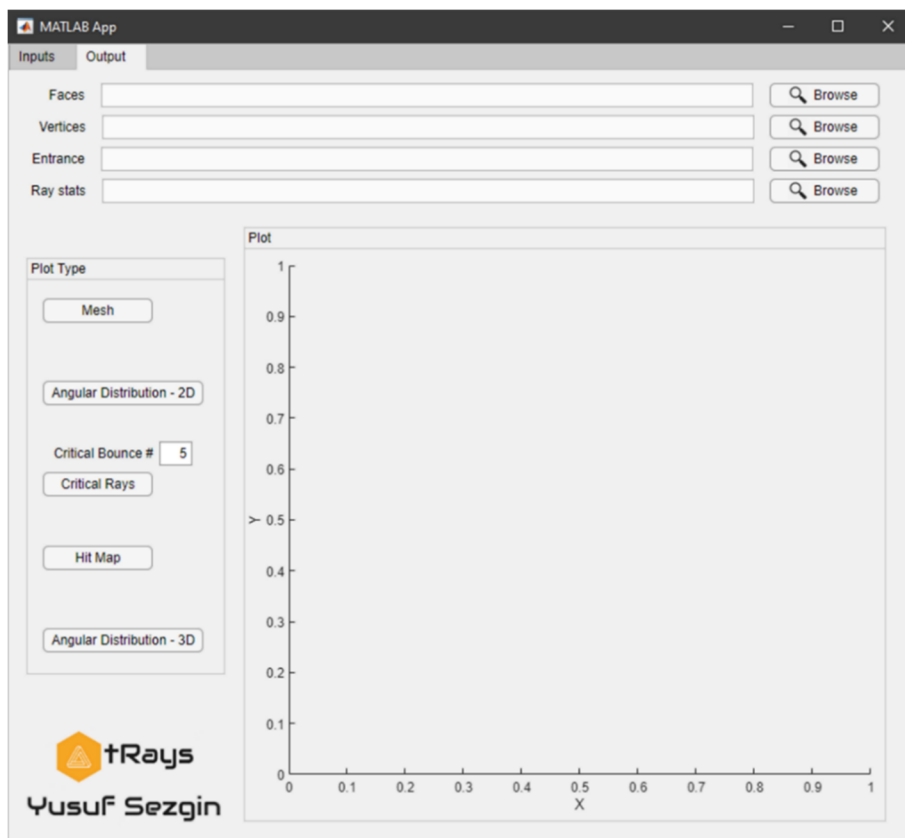 MATLAB App
Inputs Output
Faces Browse
Vertices Browse
Entrance Browse
Ray stats Browse
Plot Type
Mesh
Angular Distribution - 2D
Critical Bounce # 5
Critical Rays
Hit Map
Angular Distribution - 3D
Plot
1
0.9
0.8
0.7
0.6
Y 0.5
0.4
0.3
0.2
0.1
0
0 0.1 0.2 0.3 0.4 0.5 0.6 0.7 0.8 0.9 1
X
tRays
Yusuf Sezgin